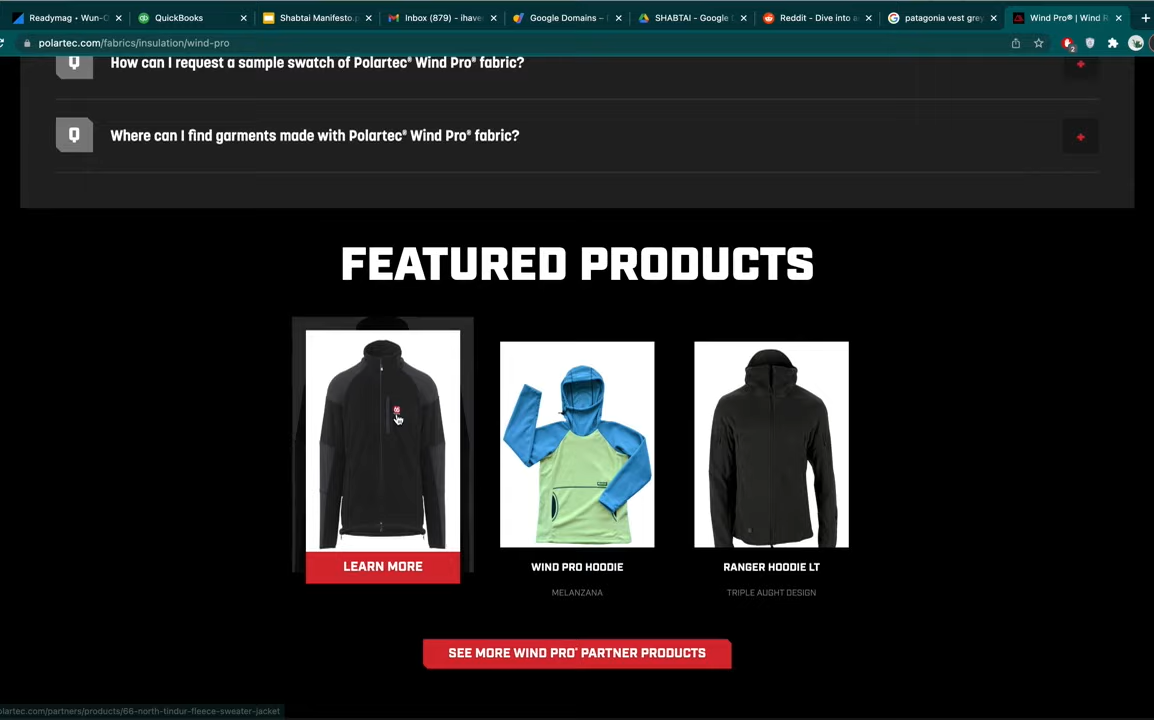 Readymag • Wun-O
QuickBooks
Shabtai Manifesto.p
Inbox (879) – ihave
Google Domains –
SHABTAI – Google D
Reddit - Dive into a
patagonia vest grey
Wind Pro® | Wind R
polartec.com/fabrics/insulation/wind-pro
2
Q How can I request a sample swatch of Polartec® Wind Pro® fabric? +
Q Where can I find garments made with Polartec® Wind Pro® fabric? +
FEATURED PRODUCTS
66
LEARN MORE
WIND PRO HOODIE
MELANZANA
RANGER HOODIE LT
TRIPLE AUGHT DESIGN
SEE MORE WIND PRO® PARTNER PRODUCTS
olartec.com/partners/products/66-north-tindur-fleece-sweater-jacket